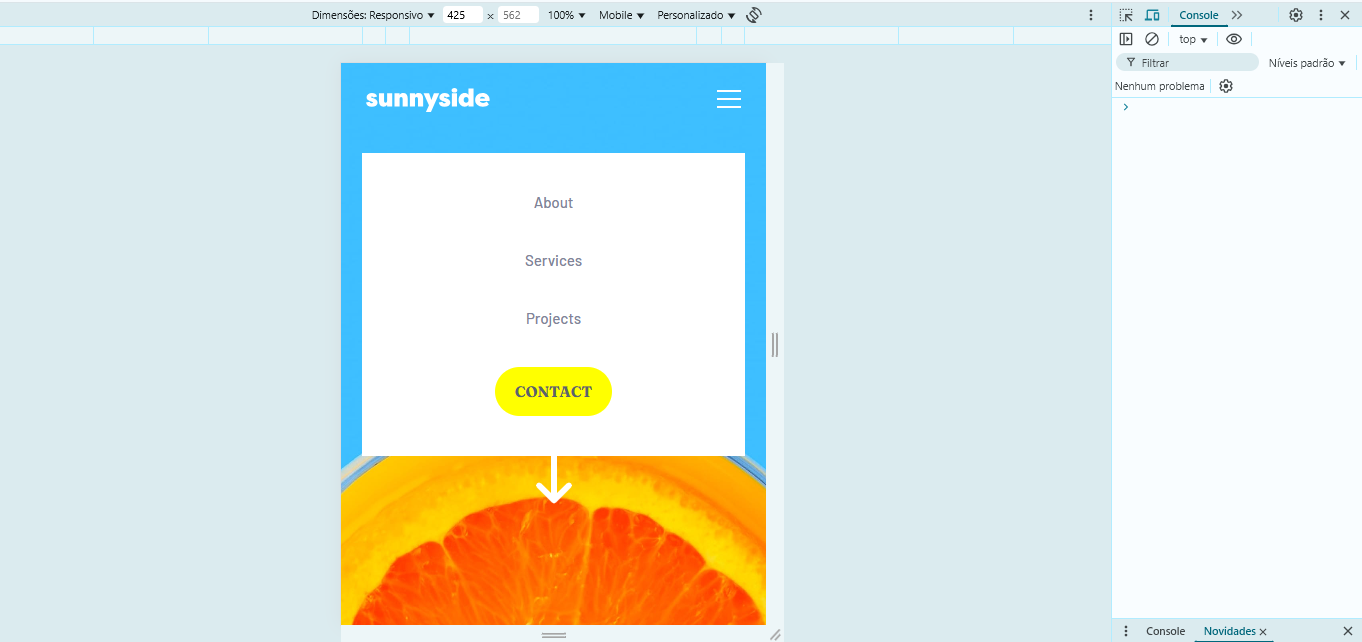 Dimensões: Responsivo 425 × 562 100% Mobile Personalizado
Console
top
Filtrar
Níveis padrão
Nenhum problema
sunnyside
About
Services
Projects
CONTACT
Console Novidades